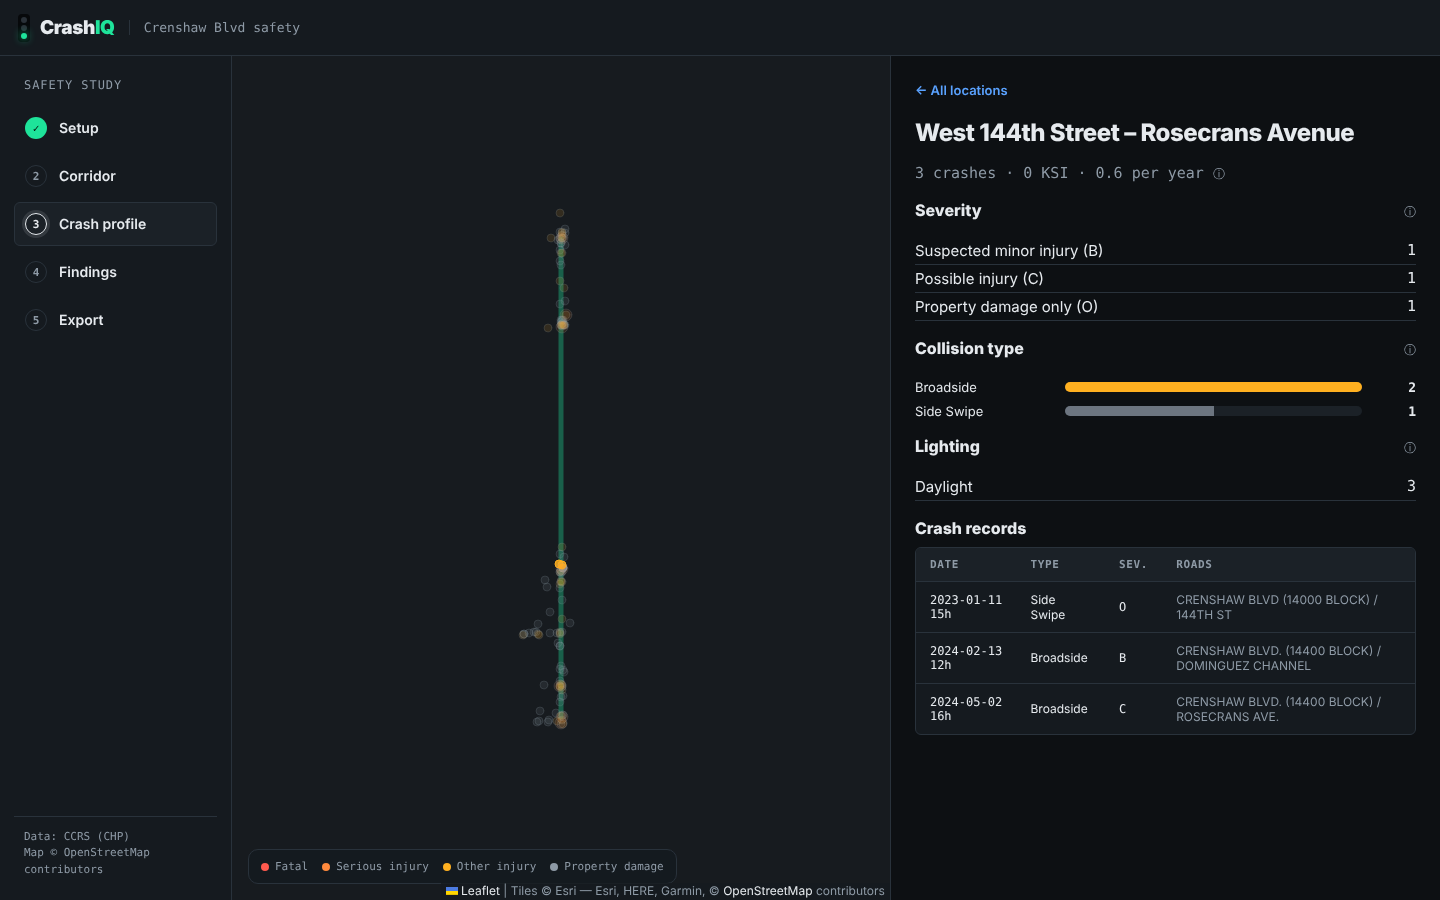 CrashIQ
Crenshaw Blvd safety
SAFETY STUDY
✓ Setup
2 Corridor
3 Crash profile
4 Findings
5 Export
Data: CCRS (CHP)
Map © OpenStreetMap
contributors
Fatal Serious injury Other injury Property damage
Leaflet | Tiles © Esri — Esri, HERE, Garmin, © OpenStreetMap contributors
← All locations
West 144th Street – Rosecrans Avenue
3 crashes · 0 KSI · 0.6 per year ⓘ
Severity ⓘ
Suspected minor injury (B) 1
Possible injury (C) 1
Property damage only (O) 1
Collision type ⓘ
Broadside 2
Side Swipe 1
Lighting ⓘ
Daylight 3
Crash records
DATE TYPE SEV. ROADS
2023-01-11 15h Side Swipe O CRENSHAW BLVD (14000 BLOCK) / 144TH ST
2024-02-13 12h Broadside B CRENSHAW BLVD. (14400 BLOCK) / DOMINGUEZ CHANNEL
2024-05-02 16h Broadside C CRENSHAW BLVD. (14400 BLOCK) / ROSECRANS AVE.